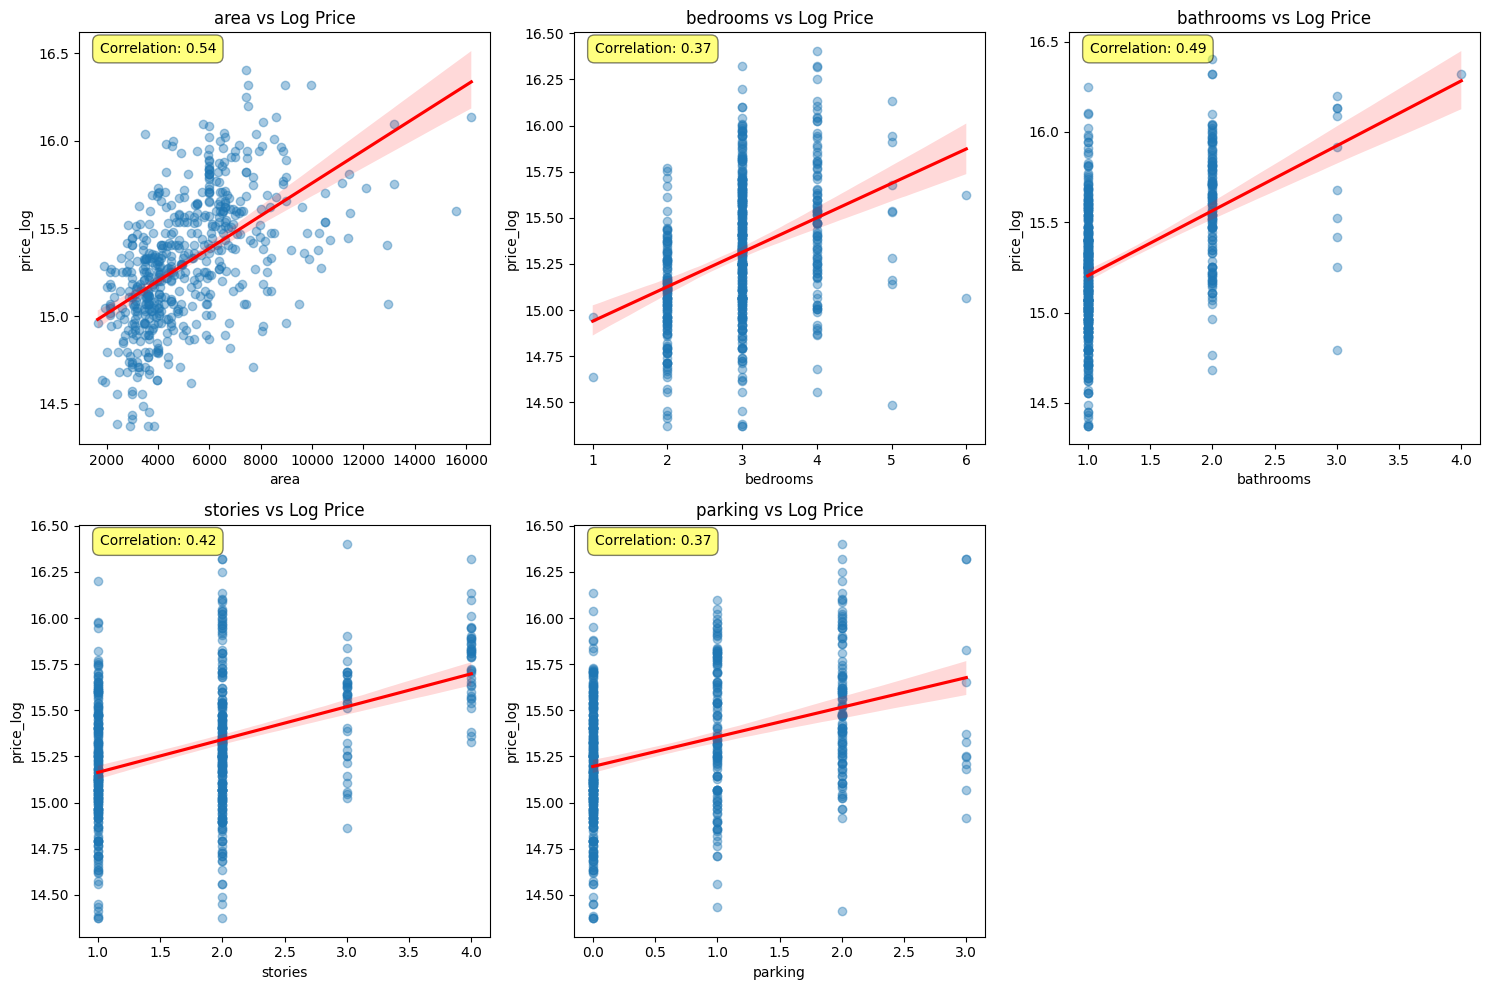 area vs Log Price
Correlation: 0.54
price_log
16.5
16.0
15.5
15.0
14.5
2000 4000 6000 8000 10000 12000 14000 16000
area
bedrooms vs Log Price
Correlation: 0.37
price_log
16.50
16.25
16.00
15.75
15.50
15.25
15.00
14.75
14.50
1 2 3 4 5 6
bedrooms
bathrooms vs Log Price
Correlation: 0.49
price_log
16.5
16.0
15.5
15.0
14.5
1.0 1.5 2.0 2.5 3.0 3.5 4.0
bathrooms
stories vs Log Price
Correlation: 0.42
price_log
16.50
16.25
16.00
15.75
15.50
15.25
15.00
14.75
14.50
1.0 1.5 2.0 2.5 3.0 3.5 4.0
stories
parking vs Log Price
Correlation: 0.37
price_log
16.50
16.25
16.00
15.75
15.50
15.25
15.00
14.75
14.50
0.0 0.5 1.0 1.5 2.0 2.5 3.0
parking